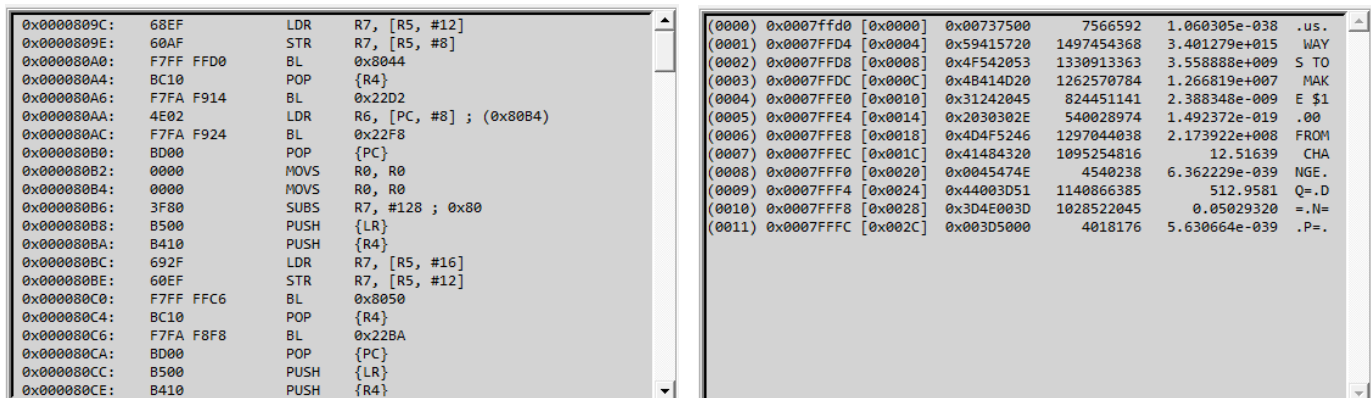 0x0000809C: 68EF LDR R7, [R5, #12]
0x0000809E: 60AF STR R7, [R5, #8]
0x000080A0: F7FF FFD0 BL 0x8044
0x000080A4: BC10 POP {R4}
0x000080A6: F7FA F914 BL 0x22D2
0x000080AA: 4E02 LDR R6, [PC, #8] ; (0x80B4)
0x000080AC: F7FA F924 BL 0x22F8
0x000080B0: BD00 POP {PC}
0x000080B2: 0000 MOVS R0, R0
0x000080B4: 0000 MOVS R0, R0
0x000080B6: 3F80 SUBS R7, #128 ; 0x80
0x000080B8: B500 PUSH {LR}
0x000080BA: B410 PUSH {R4}
0x000080BC: 692F LDR R7, [R5, #16]
0x000080BE: 60EF STR R7, [R5, #12]
0x000080C0: F7FF FFC6 BL 0x8050
0x000080C4: BC10 POP {R4}
0x000080C6: F7FA F8F8 BL 0x22BA
0x000080CA: BD00 POP {PC}
0x000080CC: B500 PUSH {LR}
0x000080CE: B410 PUSH {R4}
(0000) 0x0007ffd0 [0x0000] 0x00737500 7566592 1.060305e-038 .us.
(0001) 0x0007FFD4 [0x0004] 0x59415720 1497454368 3.401279e+015 WAY
(0002) 0x0007FFD8 [0x0008] 0x4F542053 1330913363 3.558888e+009 S TO
(0003) 0x0007FFDC [0x000C] 0x4B414D20 1262570784 1.266819e+007 MAK
(0004) 0x0007FFE0 [0x0010] 0x31242045 824451141 2.388348e-009 E $1
(0005) 0x0007FFE4 [0x0014] 0x2030302E 540028974 1.492372e-019 .00
(0006) 0x0007FFE8 [0x0018] 0x4D4F5246 1297044038 2.173922e+008 FROM
(0007) 0x0007FFEC [0x001C] 0x41484320 1095254816 12.51639 CHA
(0008) 0x0007FFF0 [0x0020] 0x0045474E 4540238 6.362229e-039 NGE.
(0009) 0x0007FFF4 [0x0024] 0x44003D51 1140866385 512.9581 Q=.D
(0010) 0x0007FFF8 [0x0028] 0x3D4E003D 1028522045 0.05029320 =.N=
(0011) 0x0007FFFC [0x002C] 0x003D5000 4018176 5.630664e-039 .P=.